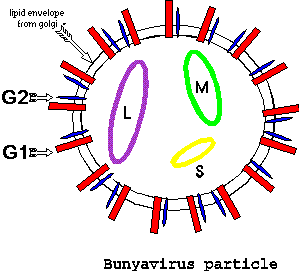 lipid envelope
from golgi
G2
M
L
G1
S
Bunyavirus particle